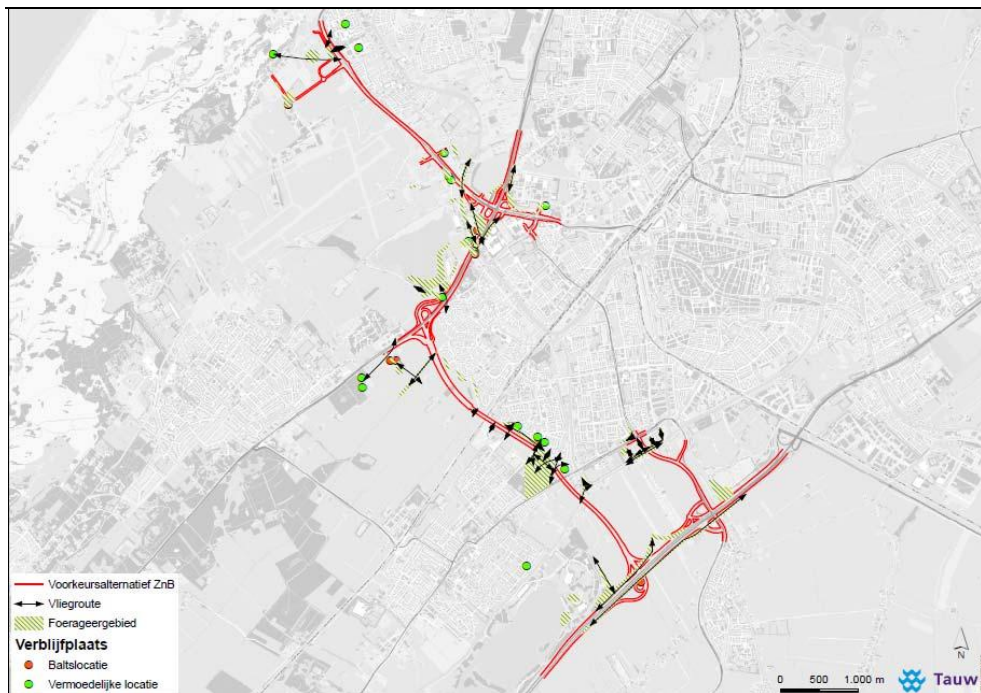 Voorkeursalternatief ZnB
Vliegroute
Foerageergebied
Verblijfplaats
Baltslocatie
Vermoedelijke locatie
0 500 1.000 m
N
Tauw